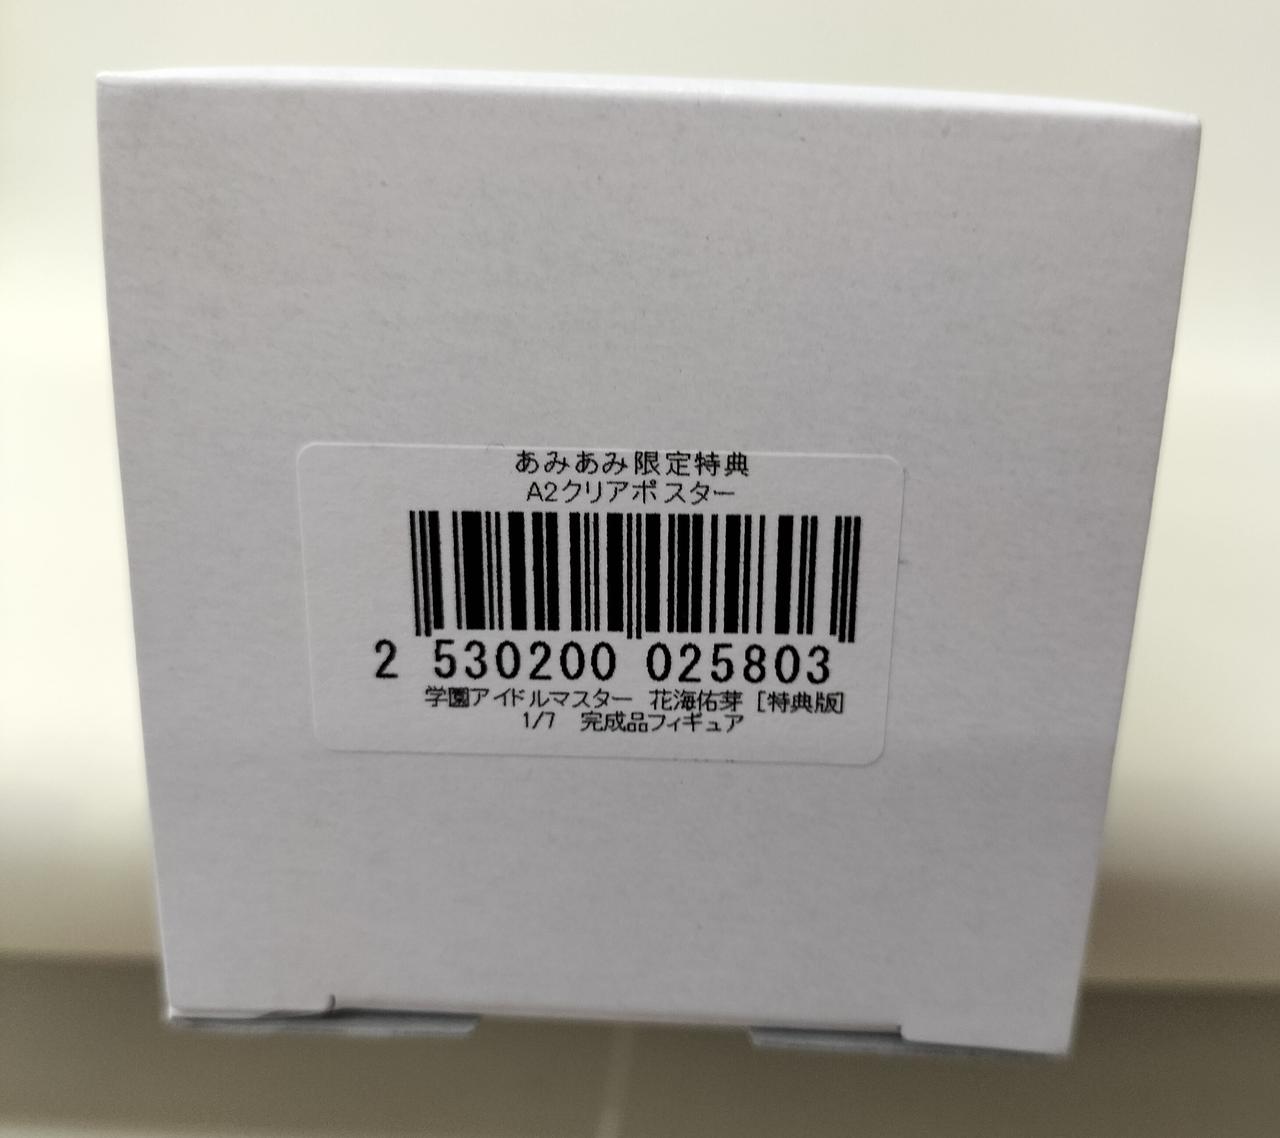 あみあみ限定特典
A2クリアポスター
2 530200 025803
学園アイドルマスター 花海佑芽 [特典版]
1/7 完成品フィギュア